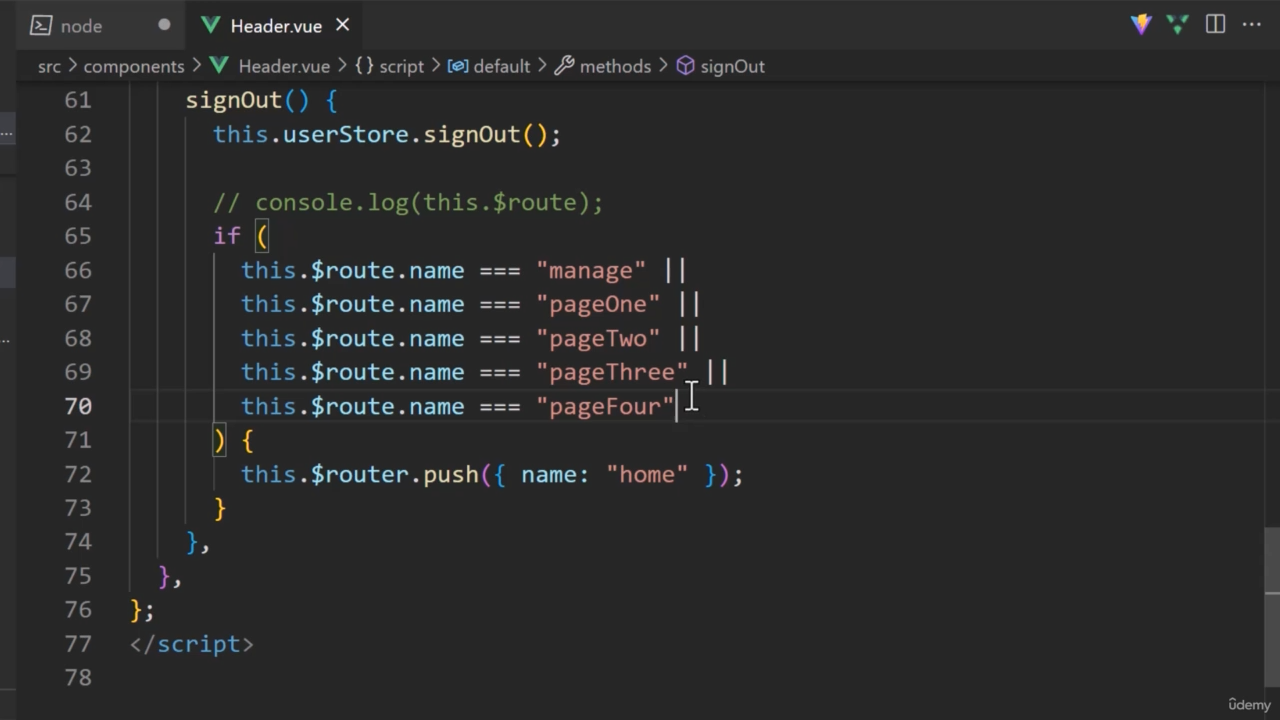 node
Header.vue
src > components > Header.vue > {} script > default > methods > signOut
61 signOut() {
62 this.userStore.signOut();
63
64 // console.log(this.$route);
65 if (
66 this.$route.name === "manage" ||
67 this.$route.name === "pageOne" ||
68 this.$route.name === "pageTwo" ||
69 this.$route.name === "pageThree" ||
70 this.$route.name === "pageFour"
71 ) {
72 this.$router.push({ name: "home" });
73 }
74 },
75 },
76 };
77 </script>
78
ûdemy